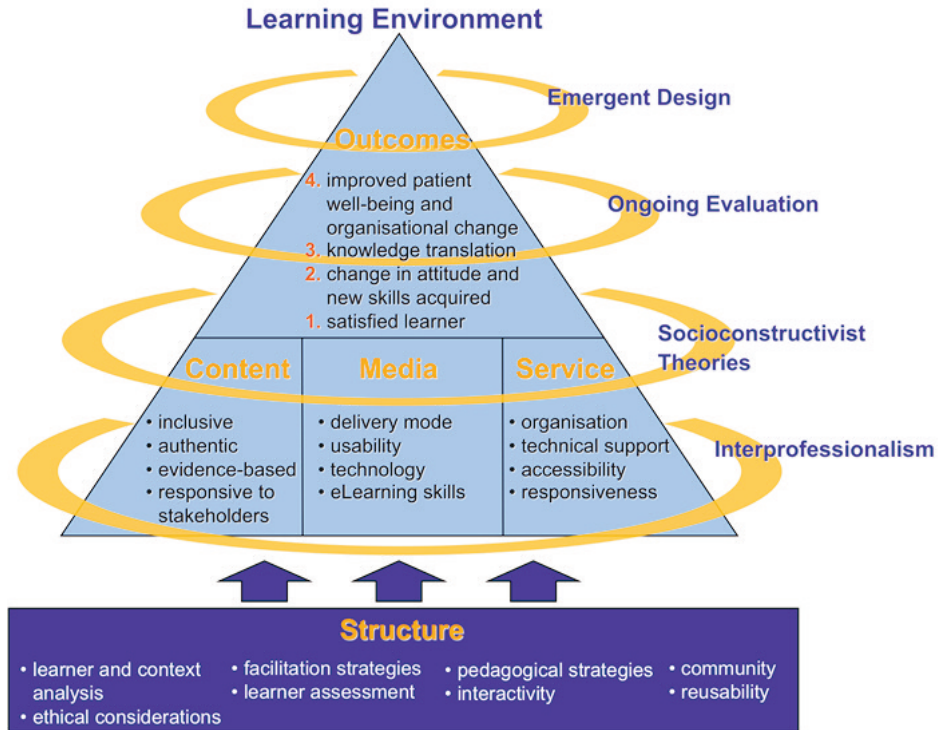 Learning Environment
Emergent Design
Outcomes
4. improved patient
well-being and
organisational change
Ongoing Evaluation
3. knowledge translation
2. change in attitude and
new skills acquired
1. satisfied learner
Socioconstructivist
Theories
Content
• inclusive
• authentic
• evidence-based
• responsive to
stakeholders
Media
• delivery mode
• usability
• technology
• eLearning skills
Service
• organisation
• technical support
• accessibility
• responsiveness
Interprofessionalism
Structure
• learner and context
analysis
• ethical considerations
• facilitation strategies
• learner assessment
• pedagogical strategies
• interactivity
• community
• reusability